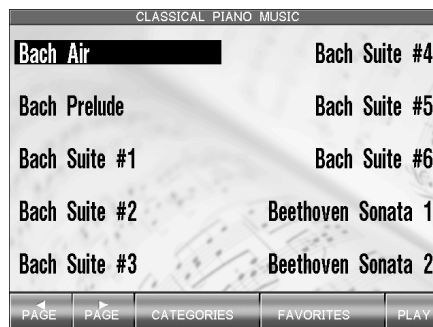 CLASSICAL PIANO MUSIC
Bach Air
Bach Prelude
Bach Suite #1
Bach Suite #2
Bach Suite #3
Bach Suite #4
Bach Suite #5
Bach Suite #6
Beethoven Sonata 1
Beethoven Sonata 2
PAGE PAGE CATEGORIES FAVORITES PLAY